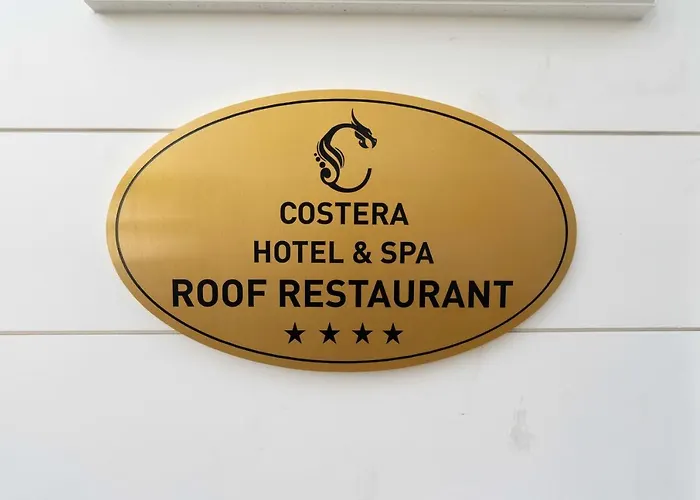 COSTERA
HOTEL & SPA
ROOF RESTAURANT
★ ★ ★ ★